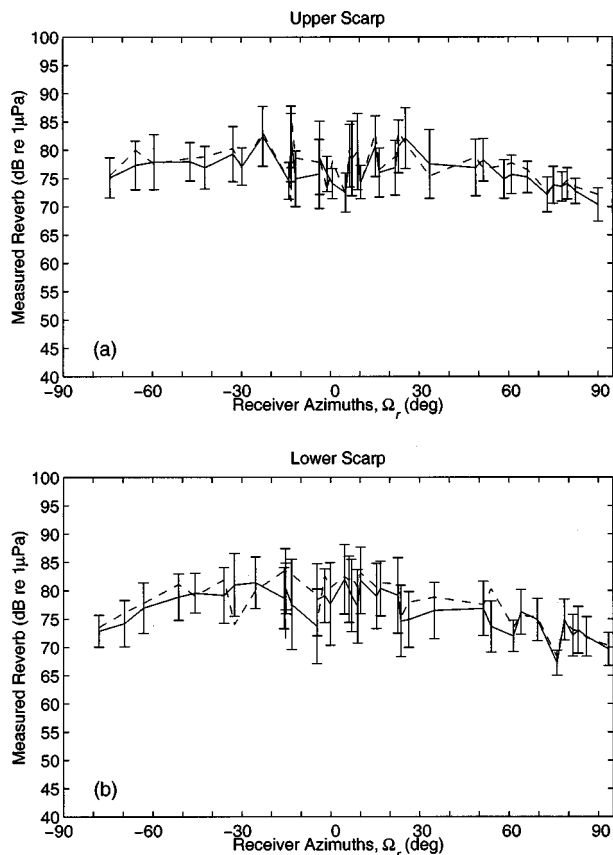 Upper Scarp
Measured Reverb (dB re 1μPa)
100
95
90
85
80
75
70
65
60
55
50
45
40
(a)
−90 −60 −30 0 30 60 90
Receiver Azimuths, Ωr (deg)
Lower Scarp
Measured Reverb (dB re 1μPa)
100
95
90
85
80
75
70
65
60
55
50
45
40
(b)
−90 −60 −30 0 30 60 90
Receiver Azimuths, Ωr (deg)